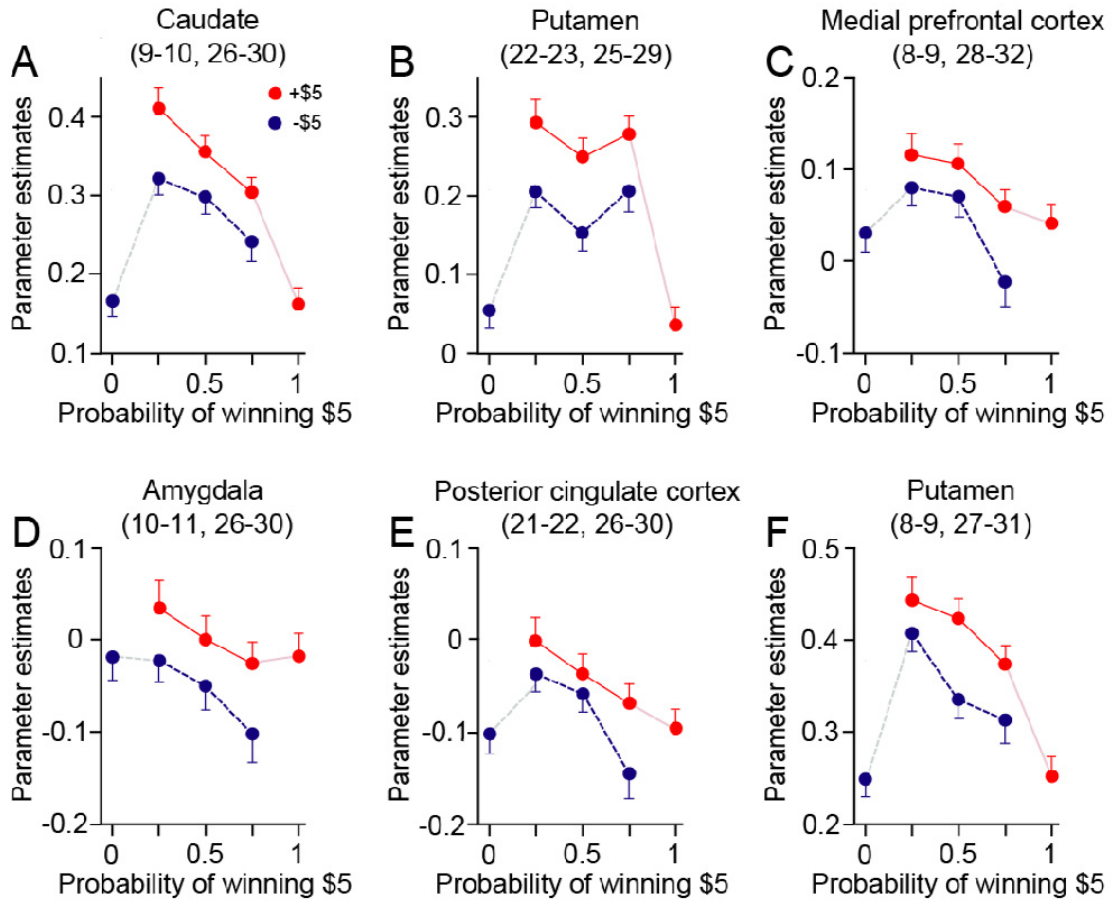 A
Caudate
(9-10, 26-30)
Parameter estimates
0.4
0.3
0.2
0.1
+$5
-$5
0
0.5
1
Probability of winning $5
B
Putamen
(22-23, 25-29)
Parameter estimates
0.3
0.2
0.1
0
0
0.5
1
Probability of winning $5
C
Medial prefrontal cortex
(8-9, 28-32)
Parameter estimates
0.2
0.1
0
-0.1
0
0.5
1
Probability of winning $5
D
Amygdala
(10-11, 26-30)
Parameter estimates
0.1
0
-0.1
-0.2
0
0.5
1
Probability of winning $5
E
Posterior cingulate cortex
(21-22, 26-30)
Parameter estimates
0.1
0
-0.1
-0.2
0
0.5
1
Probability of winning $5
F
Putamen
(8-9, 27-31)
Parameter estimates
0.5
0.4
0.3
0.2
0
0.5
1
Probability of winning $5